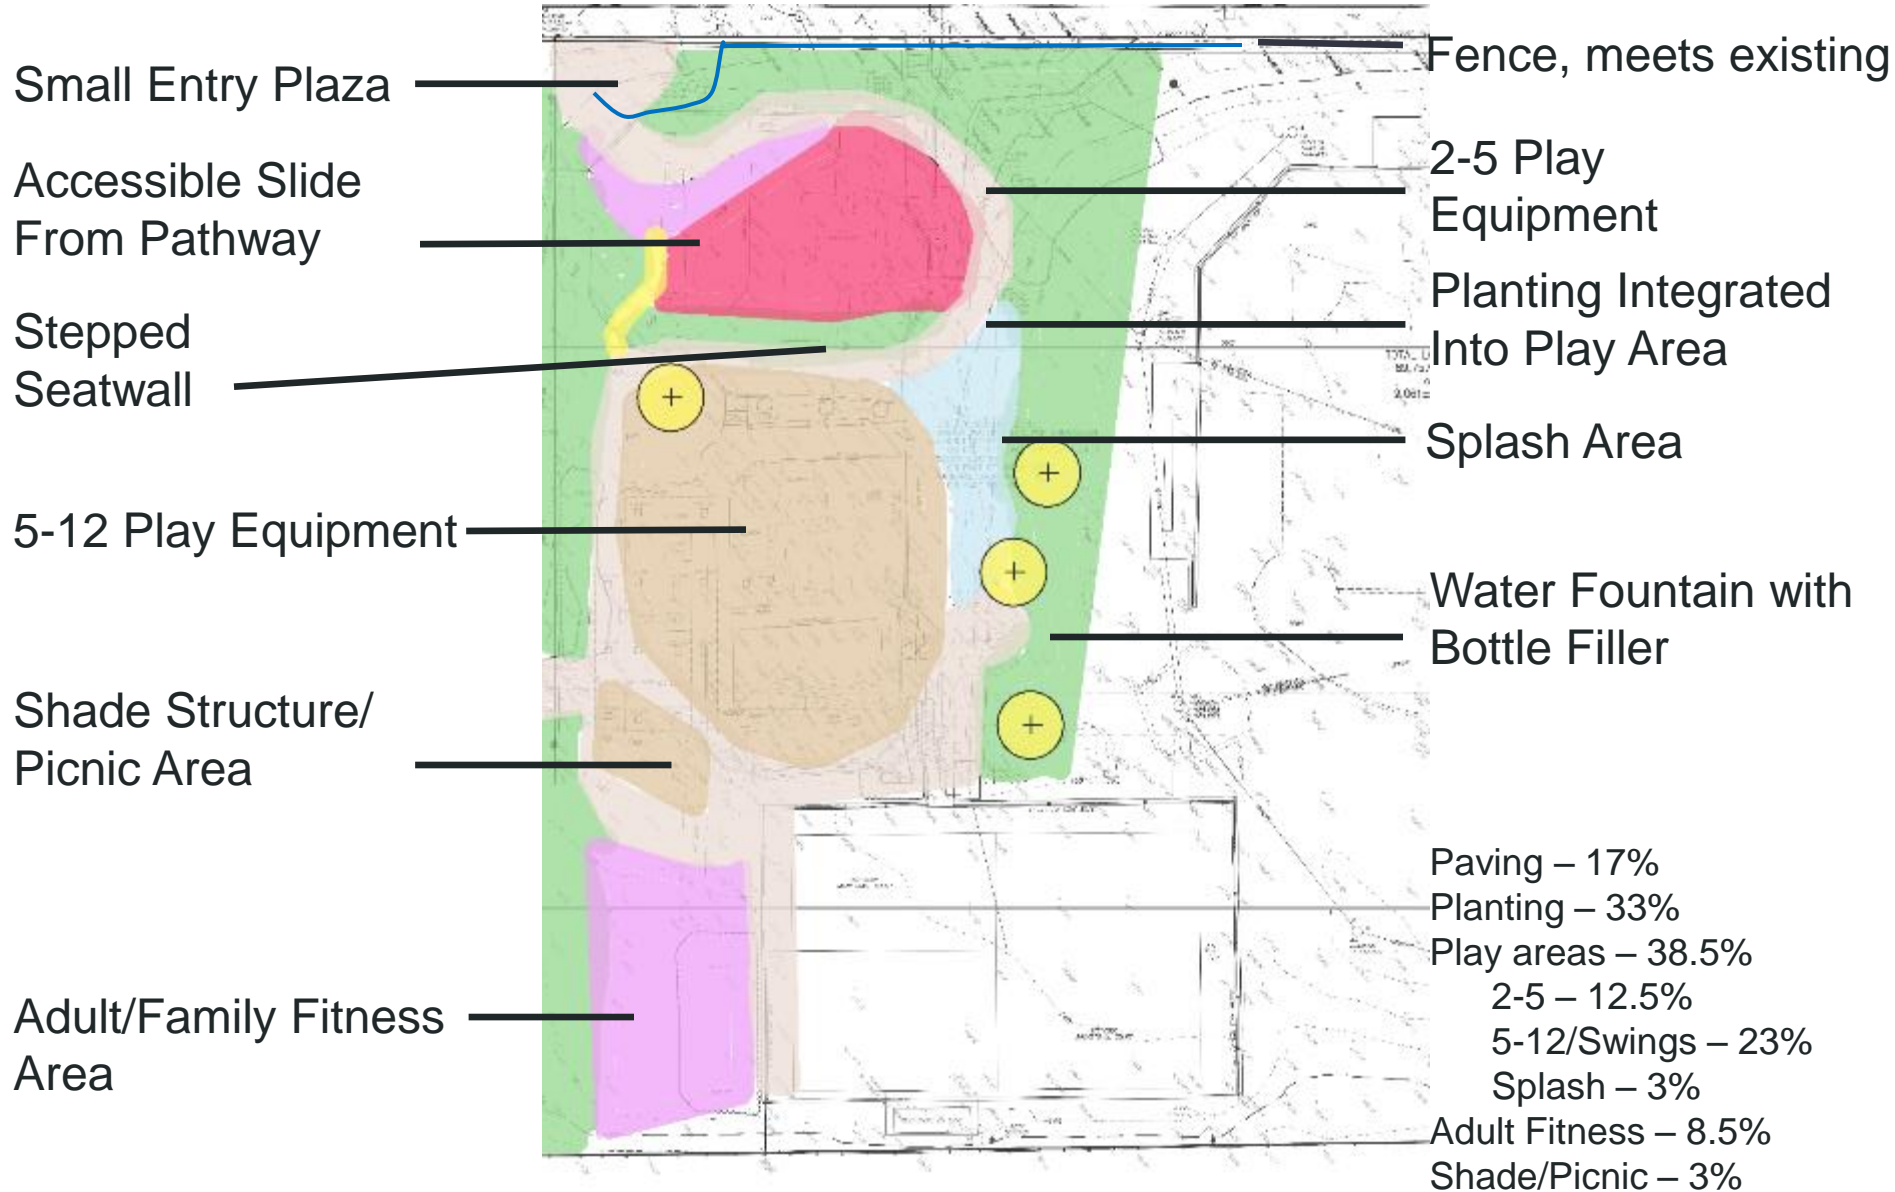 Small Entry Plaza
Accessible Slide
From Pathway
Stepped
Seatwall
5-12 Play Equipment
Shade Structure/
Picnic Area
Adult/Family Fitness
Area
Fence, meets existing
2-5 Play
Equipment
Planting Integrated
Into Play Area
Splash Area
Water Fountain with
Bottle Filler
Paving – 17%
Planting – 33%
Play areas – 38.5%
2-5 – 12.5%
5-12/Swings – 23%
Splash – 3%
Adult Fitness – 8.5%
Shade/Picnic – 3%